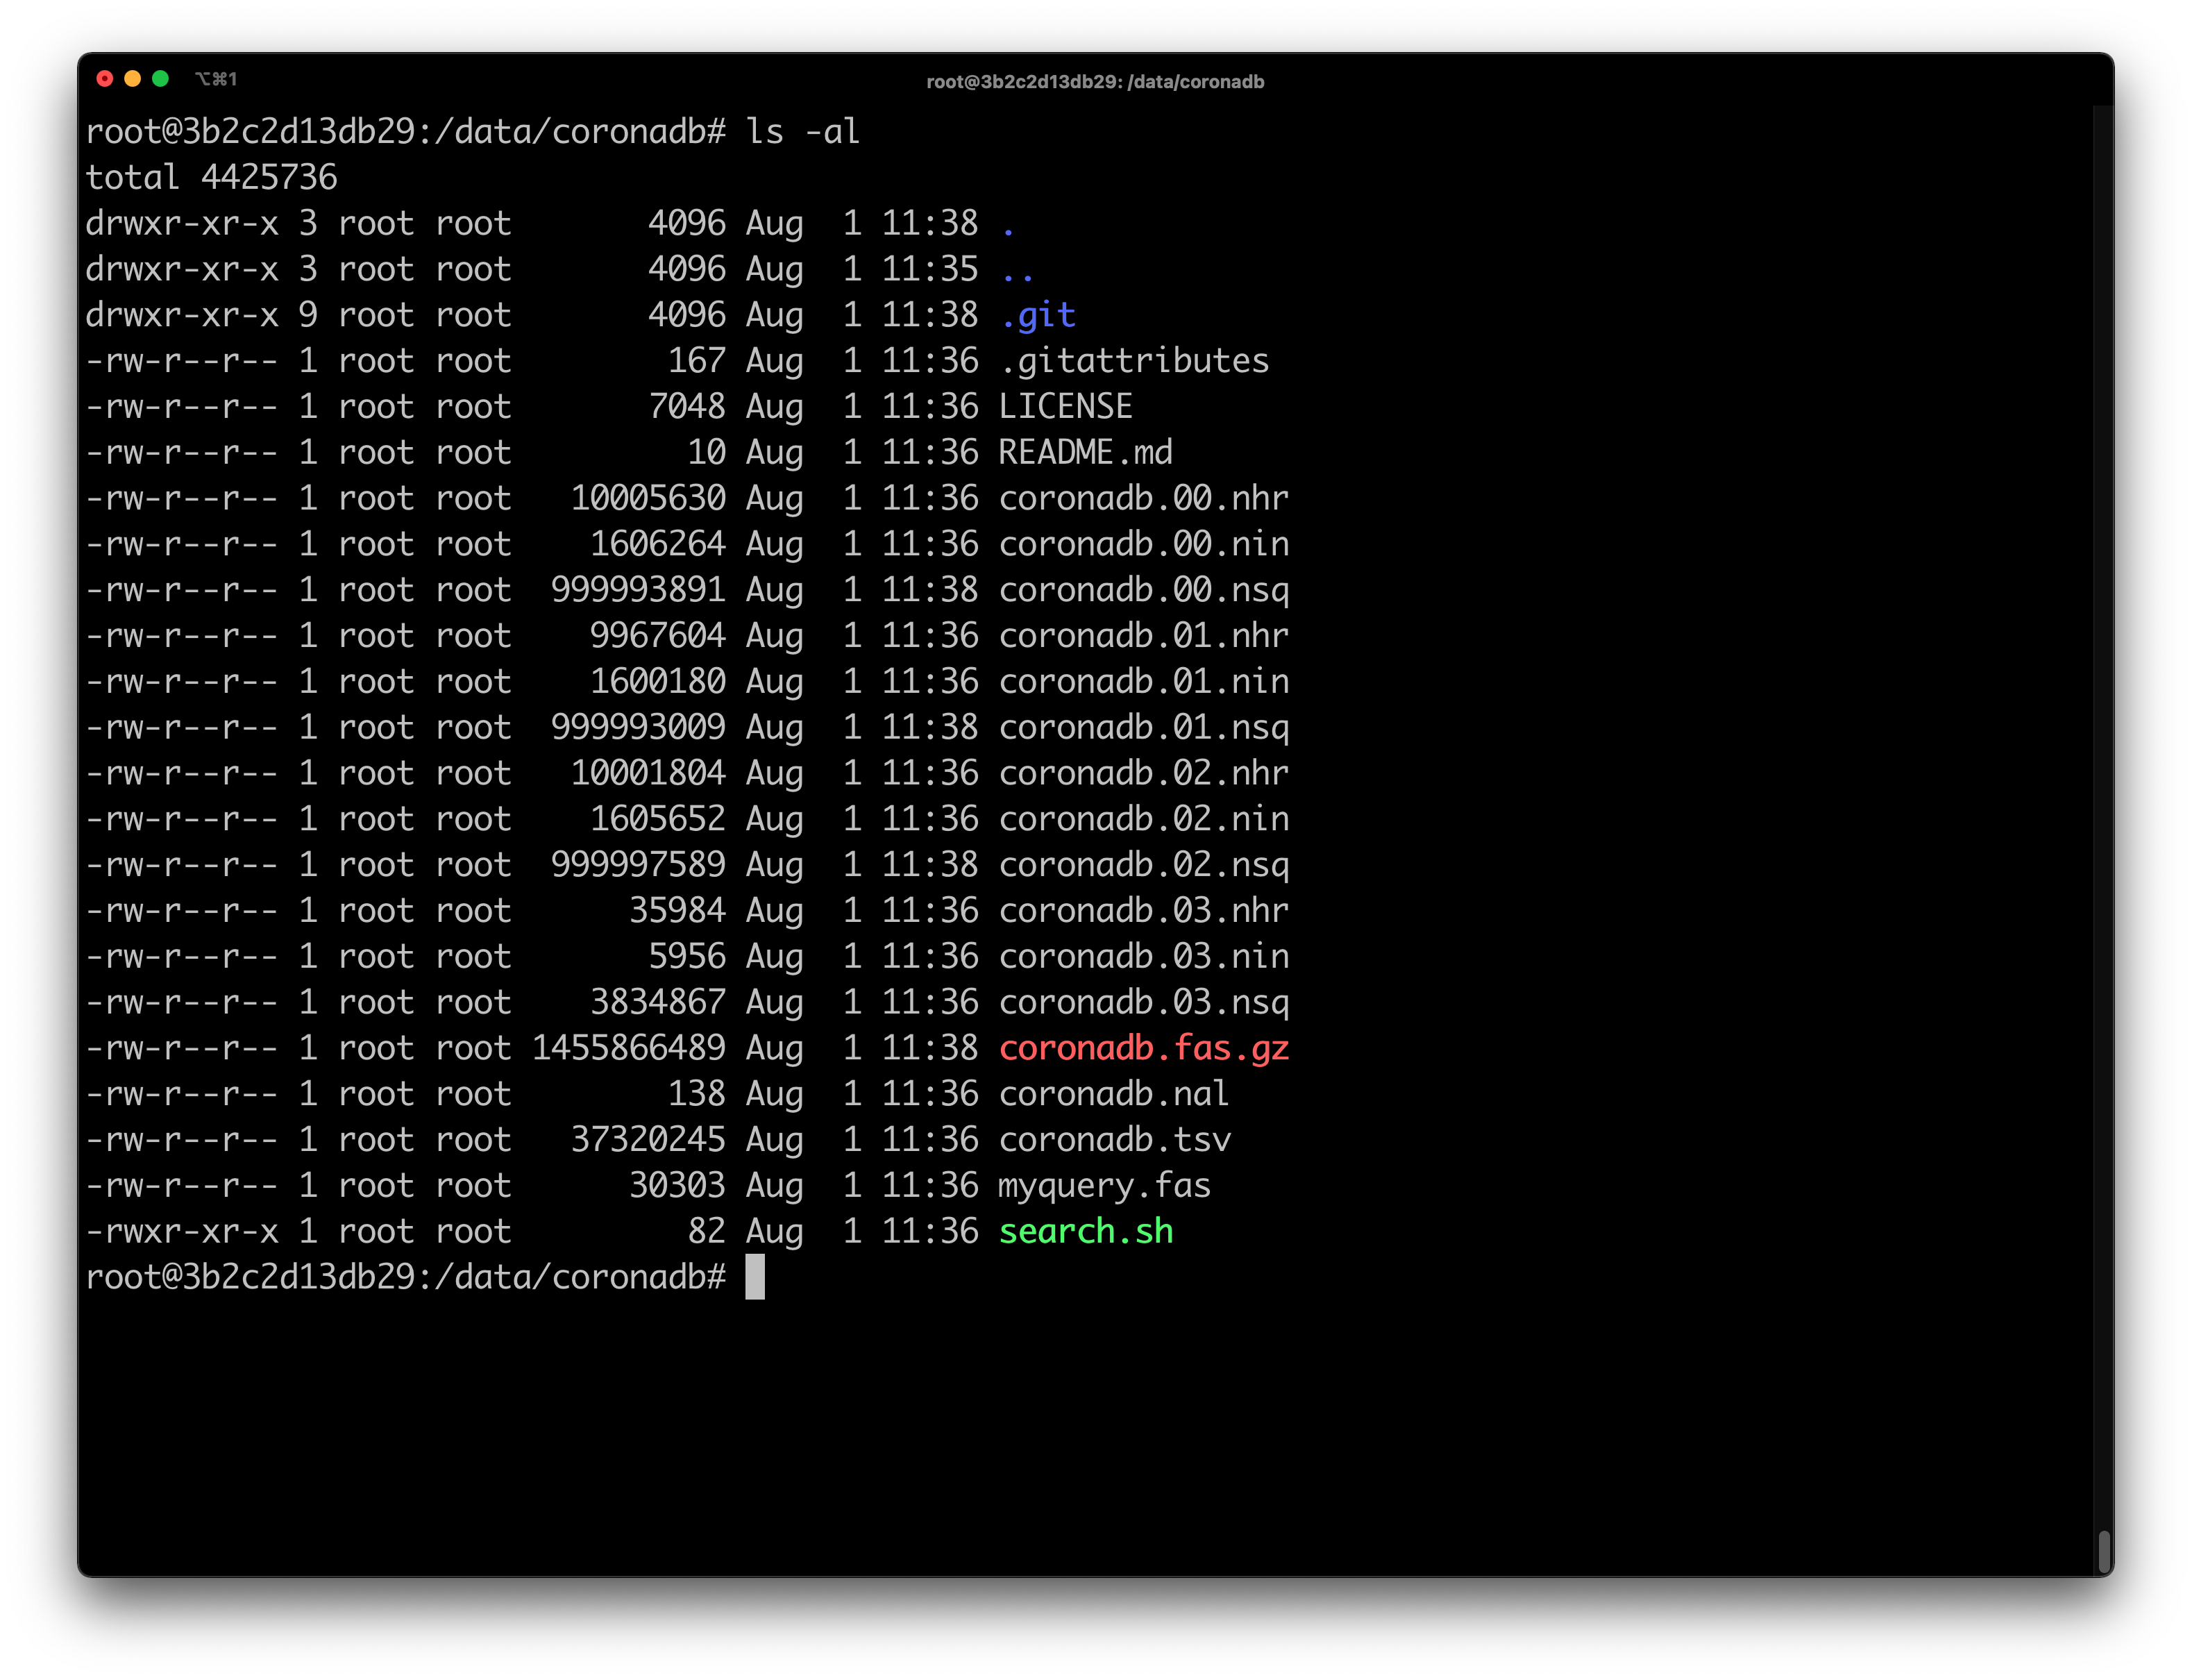 ⌥⌘1
root@3b2c2d13db29: /data/coronadb
root@3b2c2d13db29:/data/coronadb# ls -al
total 4425736
drwxr-xr-x 3 root root       4096 Aug  1 11:38 .
drwxr-xr-x 3 root root       4096 Aug  1 11:35 ..
drwxr-xr-x 9 root root       4096 Aug  1 11:38 .git
-rw-r--r-- 1 root root        167 Aug  1 11:36 .gitattributes
-rw-r--r-- 1 root root       7048 Aug  1 11:36 LICENSE
-rw-r--r-- 1 root root         10 Aug  1 11:36 README.md
-rw-r--r-- 1 root root   10005630 Aug  1 11:36 coronadb.00.nhr
-rw-r--r-- 1 root root    1606264 Aug  1 11:36 coronadb.00.nin
-rw-r--r-- 1 root root  999993891 Aug  1 11:38 coronadb.00.nsq
-rw-r--r-- 1 root root    9967604 Aug  1 11:36 coronadb.01.nhr
-rw-r--r-- 1 root root    1600180 Aug  1 11:36 coronadb.01.nin
-rw-r--r-- 1 root root  999993009 Aug  1 11:38 coronadb.01.nsq
-rw-r--r-- 1 root root   10001804 Aug  1 11:36 coronadb.02.nhr
-rw-r--r-- 1 root root    1605652 Aug  1 11:36 coronadb.02.nin
-rw-r--r-- 1 root root  999997589 Aug  1 11:38 coronadb.02.nsq
-rw-r--r-- 1 root root      35984 Aug  1 11:36 coronadb.03.nhr
-rw-r--r-- 1 root root       5956 Aug  1 11:36 coronadb.03.nin
-rw-r--r-- 1 root root    3834867 Aug  1 11:36 coronadb.03.nsq
-rw-r--r-- 1 root root 1455866489 Aug  1 11:38 coronadb.fas.gz
-rw-r--r-- 1 root root        138 Aug  1 11:36 coronadb.nal
-rw-r--r-- 1 root root   37320245 Aug  1 11:36 coronadb.tsv
-rw-r--r-- 1 root root      30303 Aug  1 11:36 myquery.fas
-rwxr-xr-x 1 root root         82 Aug  1 11:36 search.sh
root@3b2c2d13db29:/data/coronadb#